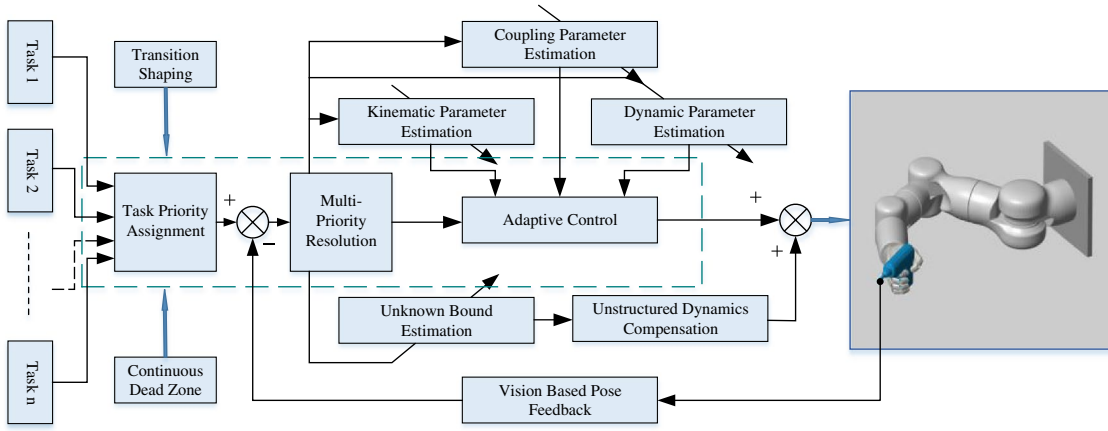 Task 1
Task 2
Task n
Transition
Shaping
Task Priority
Assignment
Continuous
Dead Zone
+
−
Multi-
Priority
Resolution
Coupling Parameter
Estimation
Kinematic Parameter
Estimation
Dynamic Parameter
Estimation
Adaptive Control
Unknown Bound
Estimation
Unstructured Dynamics
Compensation
Vision Based Pose
Feedback
+
+